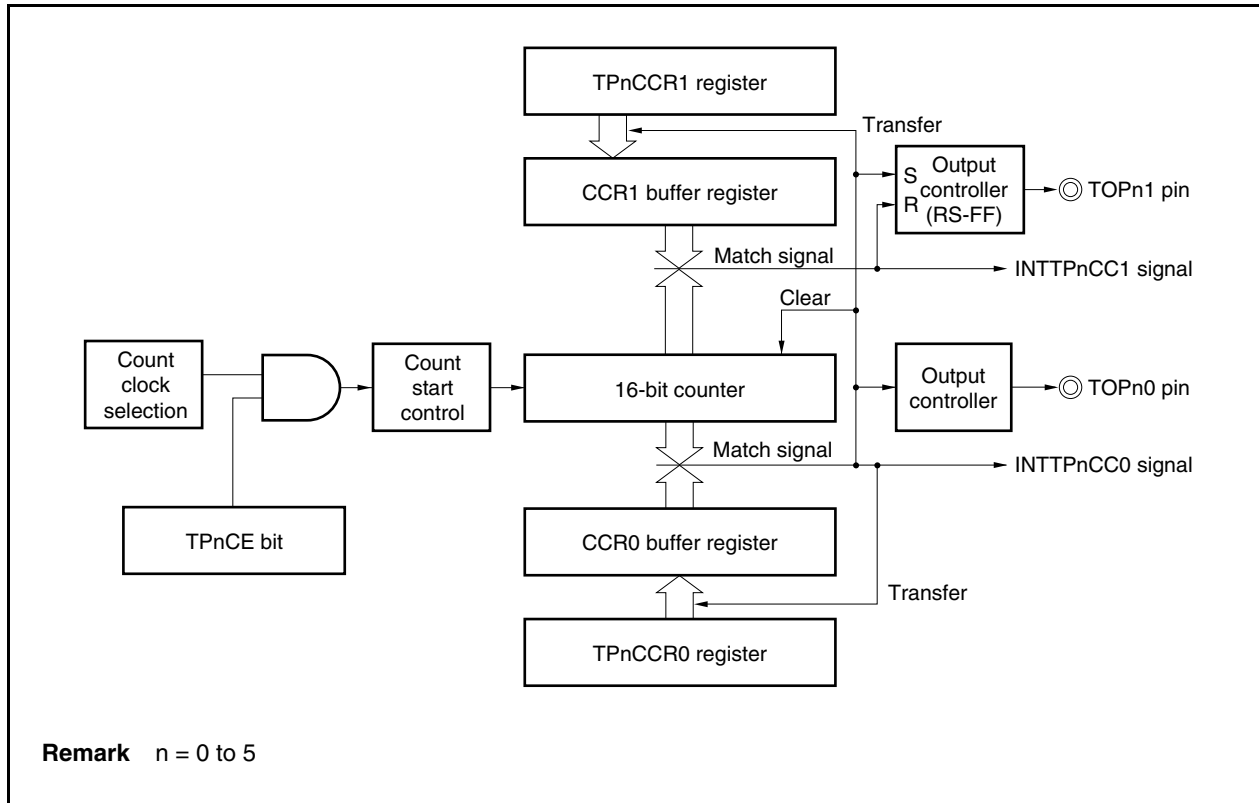 TPnCCR1 register
Transfer
CCR1 buffer register
S
R
Output
controller
(RS-FF)
TOPn1 pin
Match signal
INTTPnCC1 signal
Clear
Count
clock
selection
Count
start
control
16-bit counter
Output
controller
TOPn0 pin
Match signal
INTTPnCC0 signal
TPnCE bit
CCR0 buffer register
Transfer
TPnCCR0 register
Remark n = 0 to 5